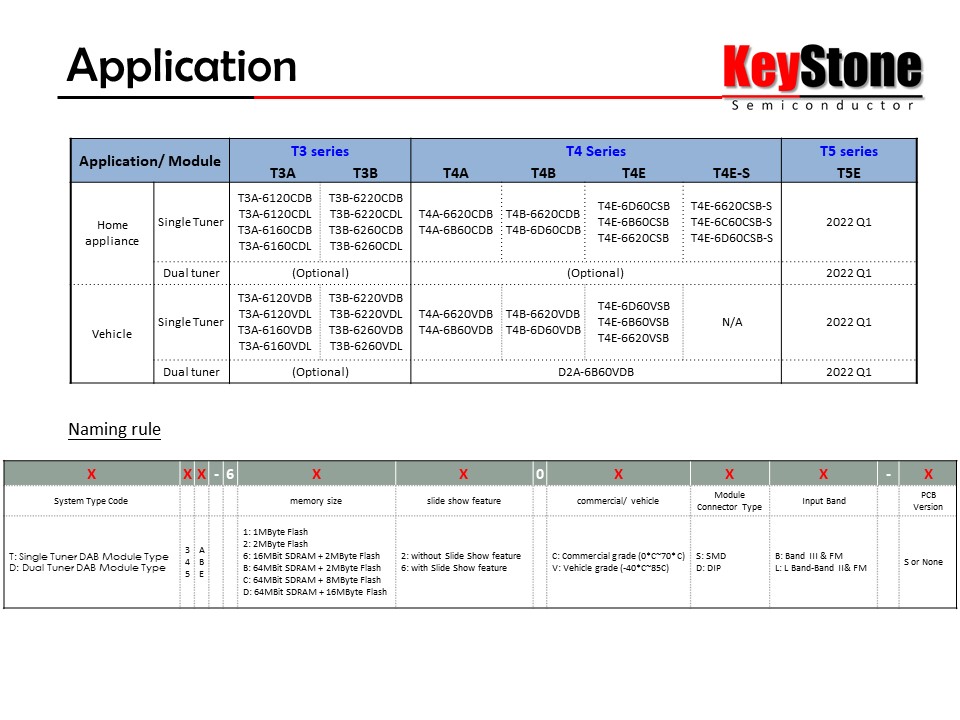 Application
KeyStone
Semiconductor
Application/ Module
T3 series
T4 Series
T5 series
T3A
T3B
T4A
T4B
T4E
T4E-S
T5E
Home
appliance
Single Tuner
T3A-6120CDB
T3A-6120CDL
T3A-6160CDB
T3A-6160CDL
T3B-6220CDB
T3B-6220CDL
T3B-6260CDB
T3B-6260CDL
T4A-6620CDB
T4A-6B60CDB
T4B-6620CDB
T4B-6D60CDB
T4E-6D60CSB
T4E-6B60CSB
T4E-6620CSB
T4E-6620CSB-S
T4E-6C60CSB-S
T4E-6D60CSB-S
2022 Q1
Dual tuner
(Optional)
(Optional)
2022 Q1
Vehicle
Single Tuner
T3A-6120VDB
T3A-6120VDL
T3A-6160VDB
T3A-6160VDL
T3B-6220VDB
T3B-6220VDL
T3B-6260VDB
T3B-6260VDL
T4A-6620VDB
T4A-6B60VDB
T4B-6620VDB
T4B-6D60VDB
T4E-6D60VSB
T4E-6B60VSB
T4E-6620VSB
N/A
2022 Q1
Dual tuner
(Optional)
D2A-6B60VDB
2022 Q1
Naming rule
X X X - 6 X X 0 X X X - X
System Type Code
memory size
slide show feature
commercial/ vehicle
Module
Connector Type
Input Band
PCB
Version
T: Single Tuner DAB Module Type
D: Dual Tuner DAB Module Type
3
4
5
A
B
E
1: 1MByte Flash
2: 2MByte Flash
6: 16MBit SDRAM + 2MByte Flash
B: 64MBit SDRAM + 2MByte Flash
C: 64MBit SDRAM + 8MByte Flash
D: 64MBit SDRAM + 16MByte Flash
2: without Slide Show feature
6: with Slide Show feature
C: Commercial grade (0°C~70°C)
V: Vehicle grade (-40°C~85C)
S: SMD
D: DIP
B: Band III & FM
L: L Band-Band II& FM
S or None